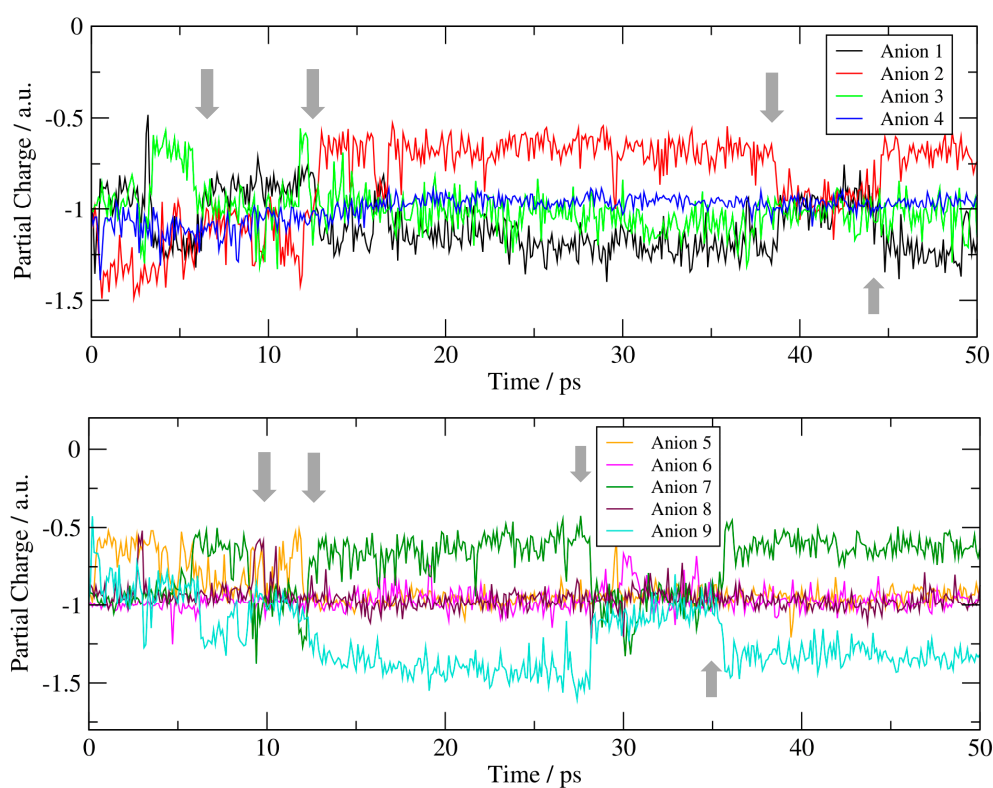 0
-0.5
-1
-1.5
Partial Charge / a.u.
Anion 1
Anion 2
Anion 3
Anion 4
0 10 20 30 40 50
Time / ps
0
-0.5
-1
-1.5
Partial Charge / a.u.
Anion 5
Anion 6
Anion 7
Anion 8
Anion 9
0 10 20 30 40 50
Time / ps